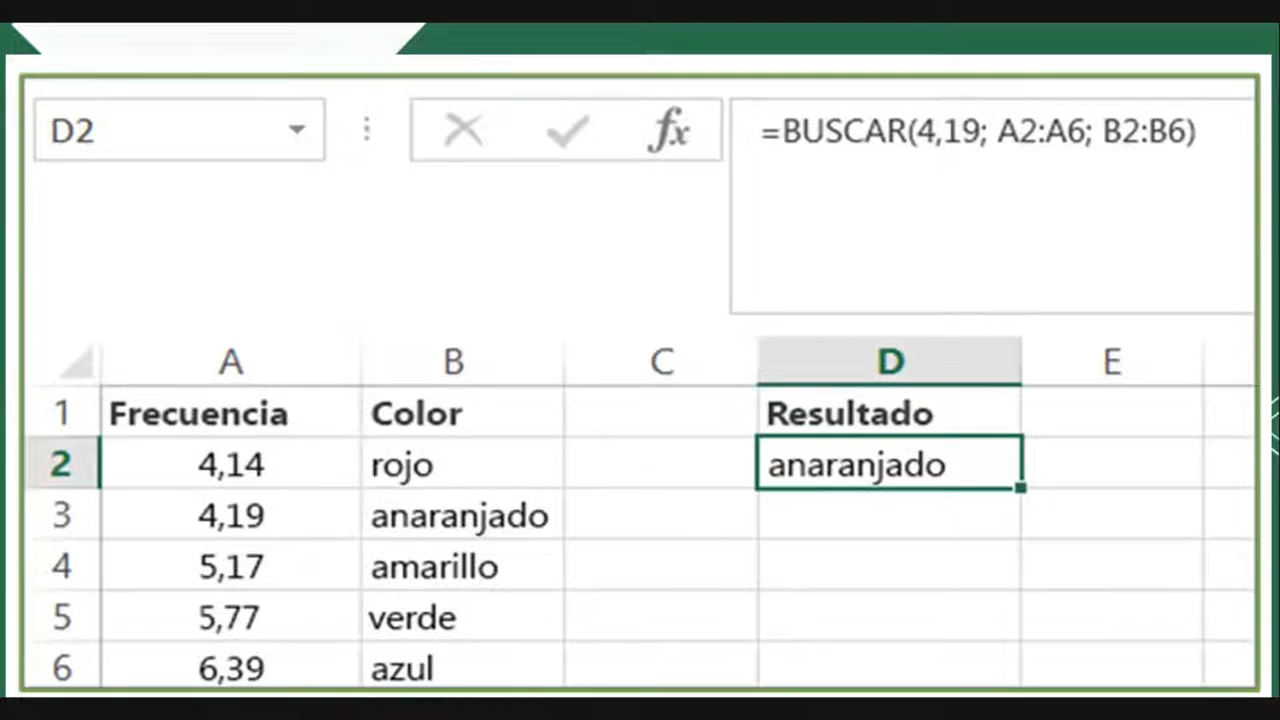 D2 fx =BUSCAR(4,19; A2:A6; B2:B6)
A B C D E
1 Frecuencia Color Resultado
2 4,14 rojo anaranjado
3 4,19 anaranjado
4 5,17 amarillo
5 5,77 verde
6 6,39 azul